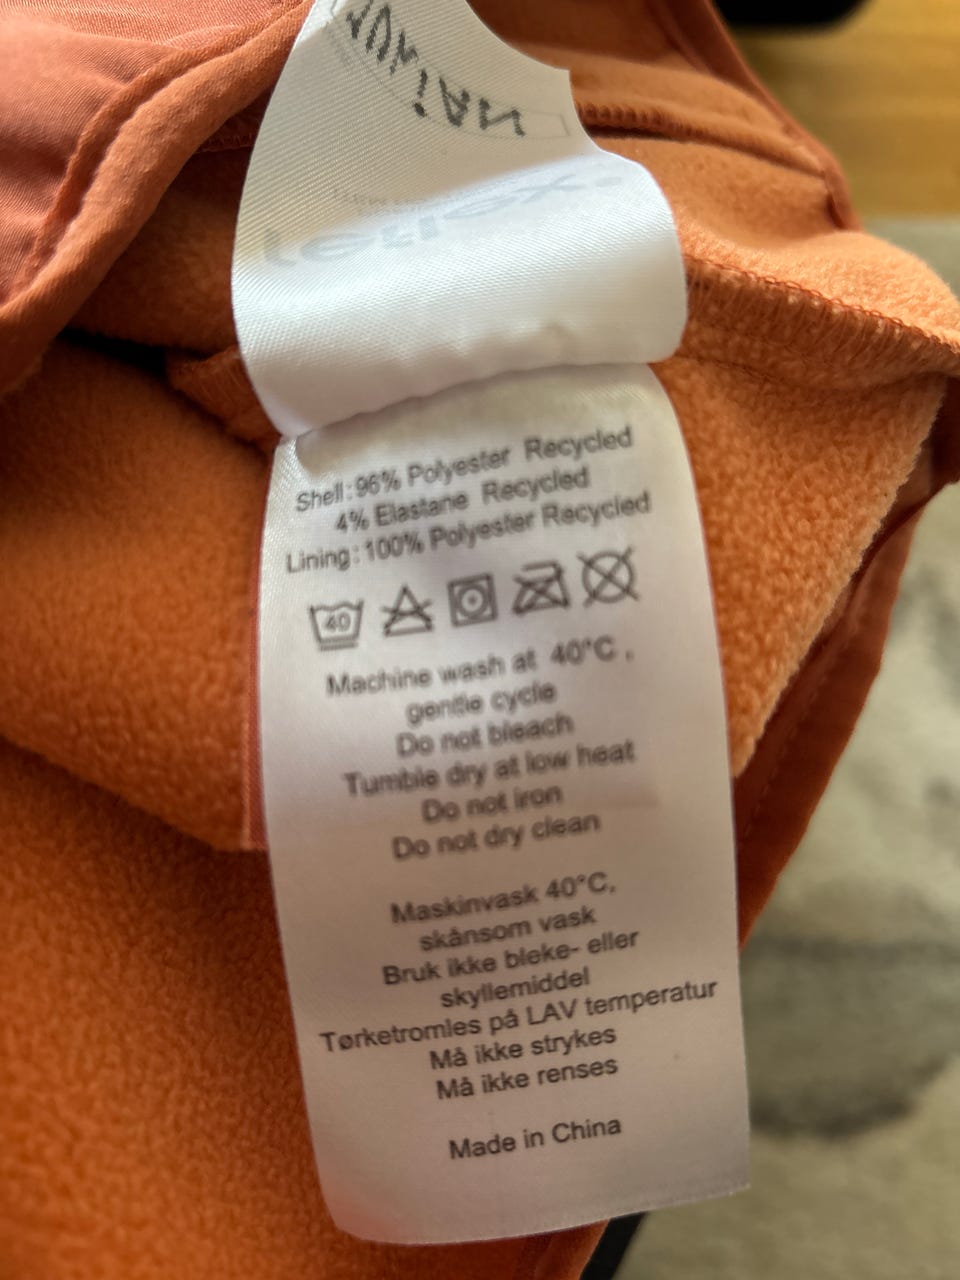 Shell: 96% Polyester Recycled
4% Elastane Recycled
Lining: 100% Polyester Recycled
40
Machine wash at 40°C ,
gentle cycle
Do not bleach
Tumble dry at low heat
Do not iron
Do not dry clean
Maskinvask 40°C,
skånsom vask
Bruk ikke bleke- eller
skyllemiddel
Tørketromles på LAV temperatur
Må ikke strykes
Må ikke renses
Made in China